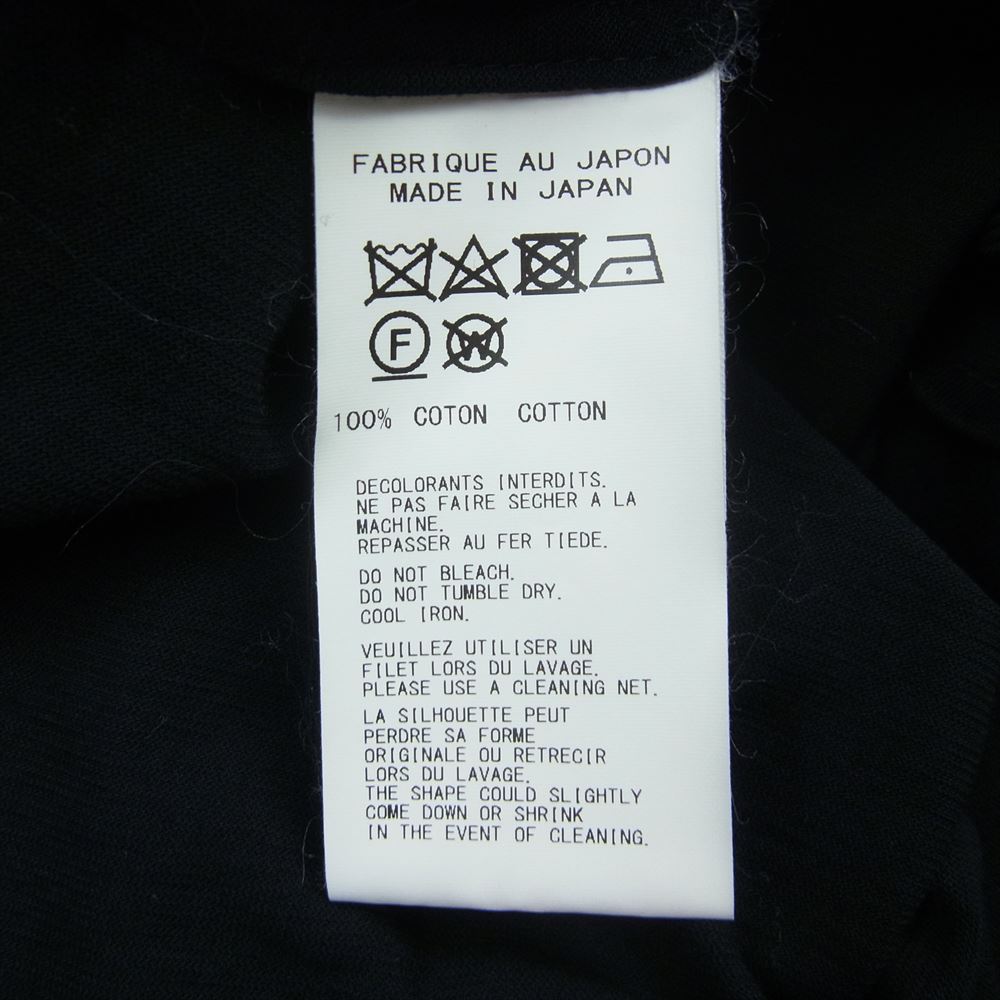 FABRIQUE AU JAPON
MADE IN JAPAN
F
W
100% COTON COTTON
DECOLORANTS INTERDITS.
NE PAS FAIRE SECHER A LA
MACHINE.
REPASSER AU FER TIEDE.
DO NOT BLEACH.
DO NOT TUMBLE DRY.
COOL IRON.
VEUILLEZ UTILISER UN
FILET LORS DU LAVAGE.
PLEASE USE A CLEANING NET.
LA SILHOUETTE PEUT
PERDRE SA FORME
ORIGINALE OU RETRECIR
LORS DU LAVAGE.
THE SHAPE COULD SLIGHTLY
COME DOWN OR SHRINK
IN THE EVENT OF CLEANING.